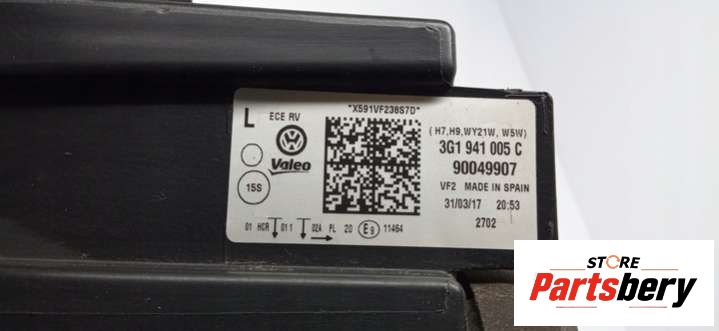 "X591VF238S7D"
L ECE RV
(H7,H9,WY21W, W5W)
Valeo
3G1 941 005 C
90049907
15S
VF2 MADE IN SPAIN
31/03/17 20:53
2702
01 HCR 01 1 02A PL 20 E9 11464
STORE
Partsbery